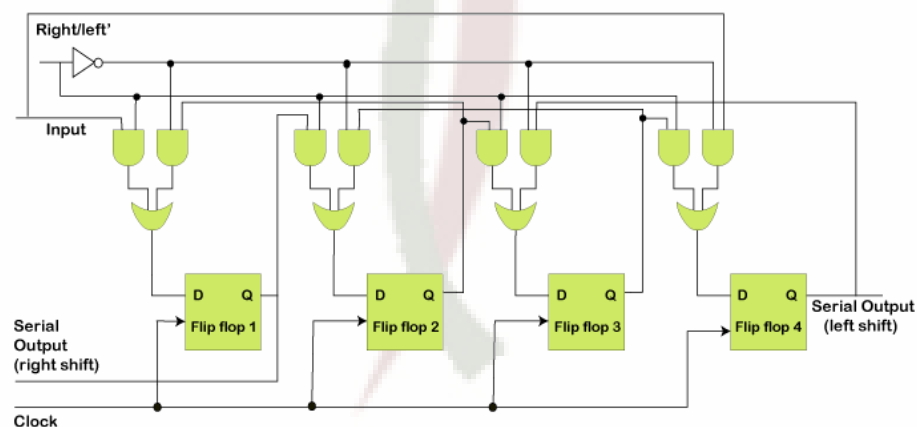 Right/left'
Input
D Q
Flip flop 1
D Q
Flip flop 2
D Q
Flip flop 3
D Q
Flip flop 4
Serial Output
(left shift)
Serial
Output
(right shift)
Clock